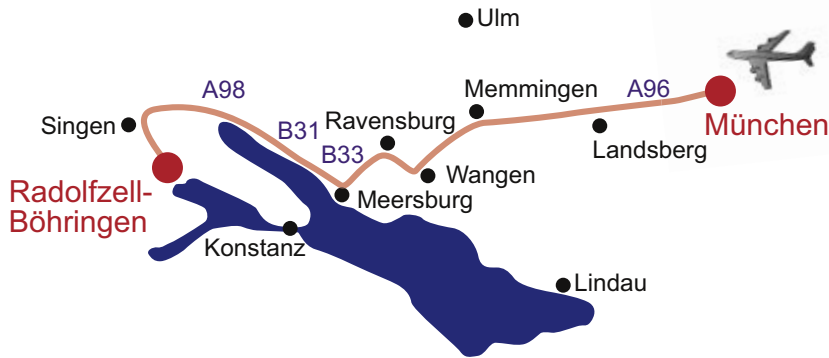 Ulm
A98
Memmingen
A96
Singen
B31
Ravensburg
München
B33
Landsberg
Radolfzell-
Böhringen
Wangen
Meersburg
Konstanz
Lindau